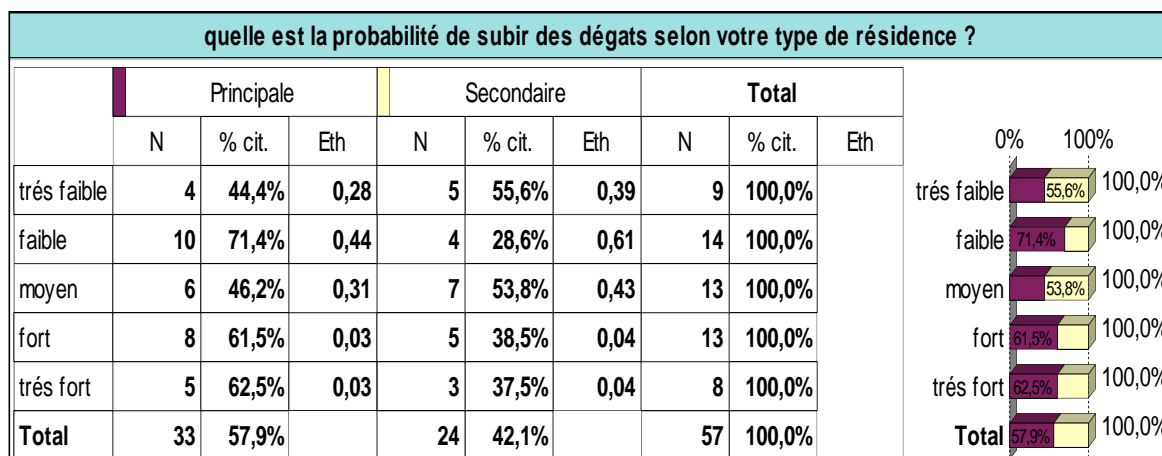 quelle est la probabilité de subir des dégats selon votre type de résidence ?
Principale Secondaire Total
N % cit. Eth N % cit. Eth N % cit. Eth
trés faible 4 44,4% 0,28 5 55,6% 0,39 9 100,0%
faible 10 71,4% 0,44 4 28,6% 0,61 14 100,0%
moyen 6 46,2% 0,31 7 53,8% 0,43 13 100,0%
fort 8 61,5% 0,03 5 38,5% 0,04 13 100,0%
trés fort 5 62,5% 0,03 3 37,5% 0,04 8 100,0%
Total 33 57,9% 24 42,1% 57 100,0%
0% 100%
trés faible 55,6% 100,0%
faible 71,4% 100,0%
moyen 53,8% 100,0%
fort 61,5% 100,0%
trés fort 62,5% 100,0%
Total 57,9% 100,0%